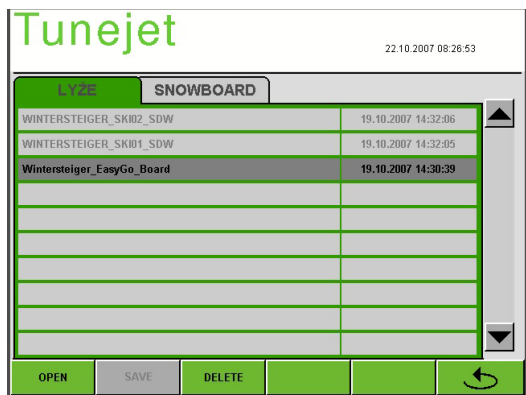 Tunejet
22.10.2007 08:26:53
LYŽE SNOWBOARD
WINTERSTEIGER_SKI02_SDW 19.10.2007 14:32:06
WINTERSTEIGER_SKI01_SDW 19.10.2007 14:32:05
Wintersteiger_EasyGo_Board 19.10.2007 14:30:39
OPEN SAVE DELETE